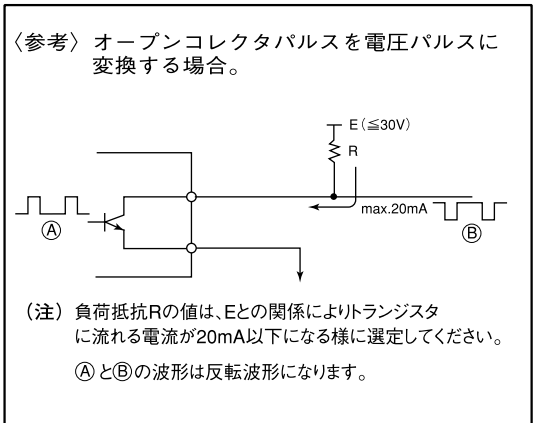 〈参考〉オープンコレクタパルスを電圧パルスに
変換する場合。
E(≦30V)
R
max.20mA
Ⓐ
Ⓑ
(注)負荷抵抗Rの値は、Eとの関係によりトランジスタ
に流れる電流が20mA以下になる様に選定してください。
ⒶとⒷの波形は反転波形になります。